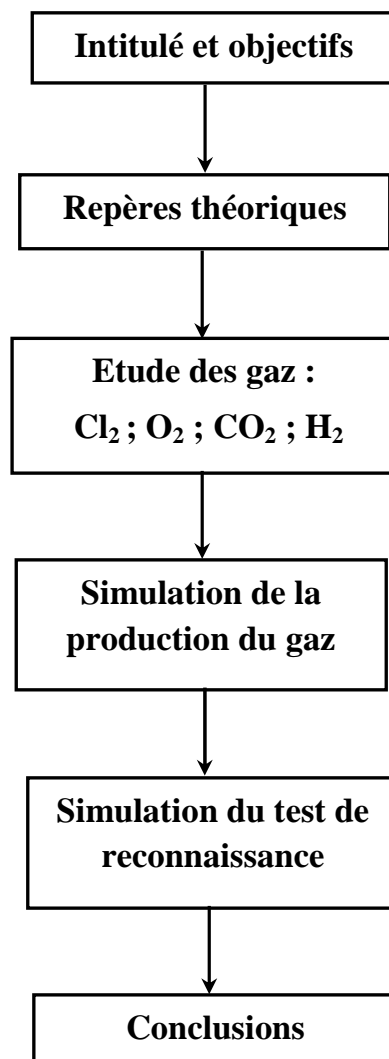 Intitulé et objectifs
Repères théoriques
Etude des gaz :
Cl₂ ; O₂ ; CO₂ ; H₂
Simulation de la
production du gaz
Simulation du test de
reconnaissance
Conclusions